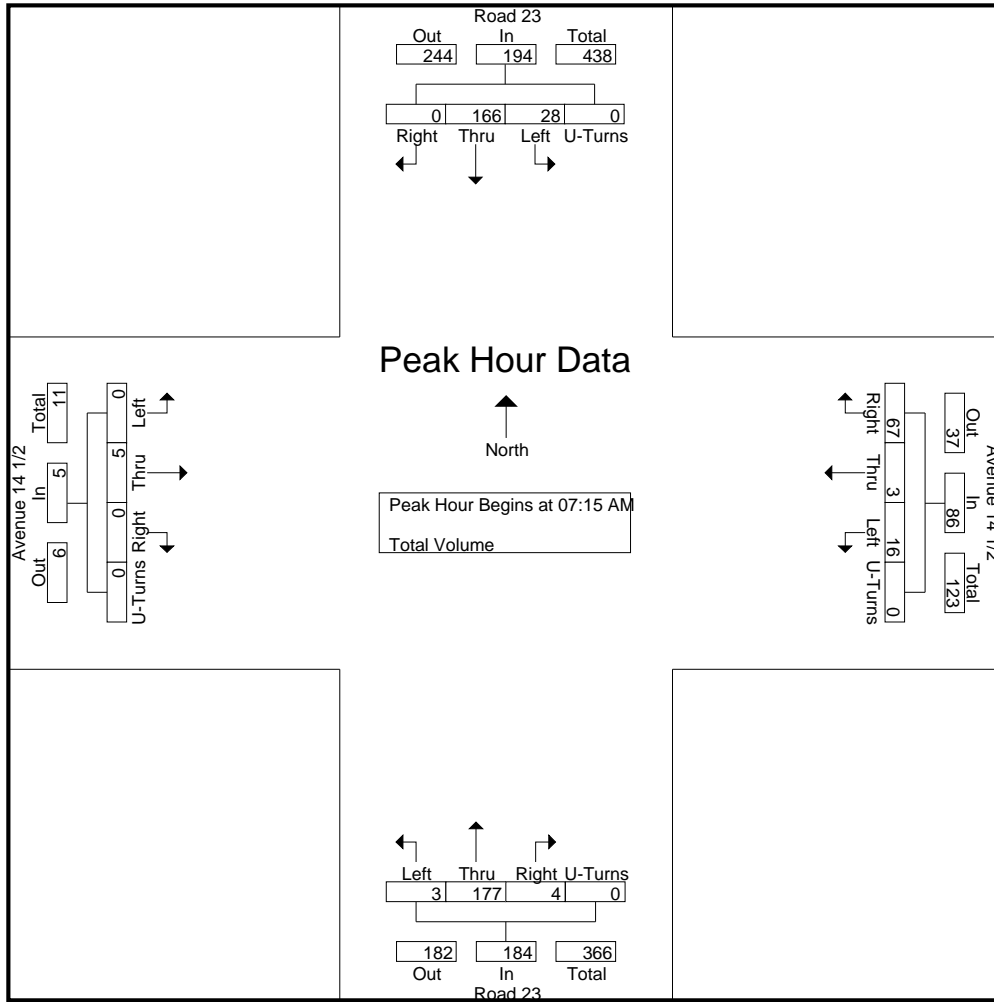 Road 23
Out In Total
244 194 438
0 166 28 0
Right Thru Left U-Turns
Peak Hour Data
North
Peak Hour Begins at 07:15 AM
Total Volume
Avenue 14 1/2
Total In Out
11 5 6
0 5 0 0
Left Thru Right U-Turns
Avenue 14 1/2
Out In Total
37 86 123
67 3 16 0
Right Thru Left U-Turns
Left Thru Right U-Turns
3 177 4 0
182 184 366
Out In Total
Road 23